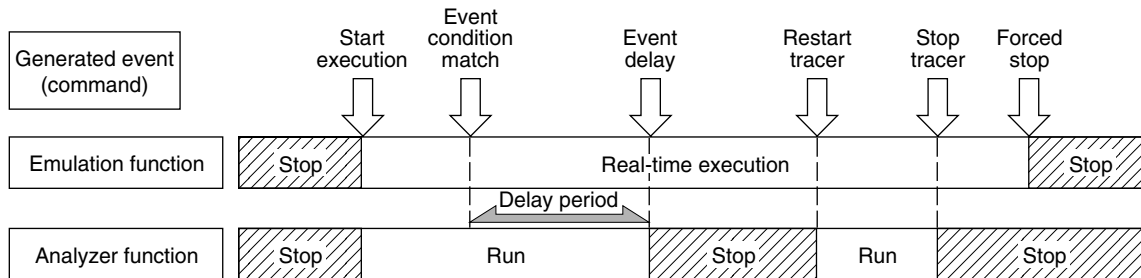 Generated event
(command)
Start
execution
Event
condition
match
Event
delay
Restart
tracer
Stop
tracer
Forced
stop
Emulation function
Stop
Real-time execution
Stop
Delay period
Analyzer function
Stop
Run
Stop
Run
Stop